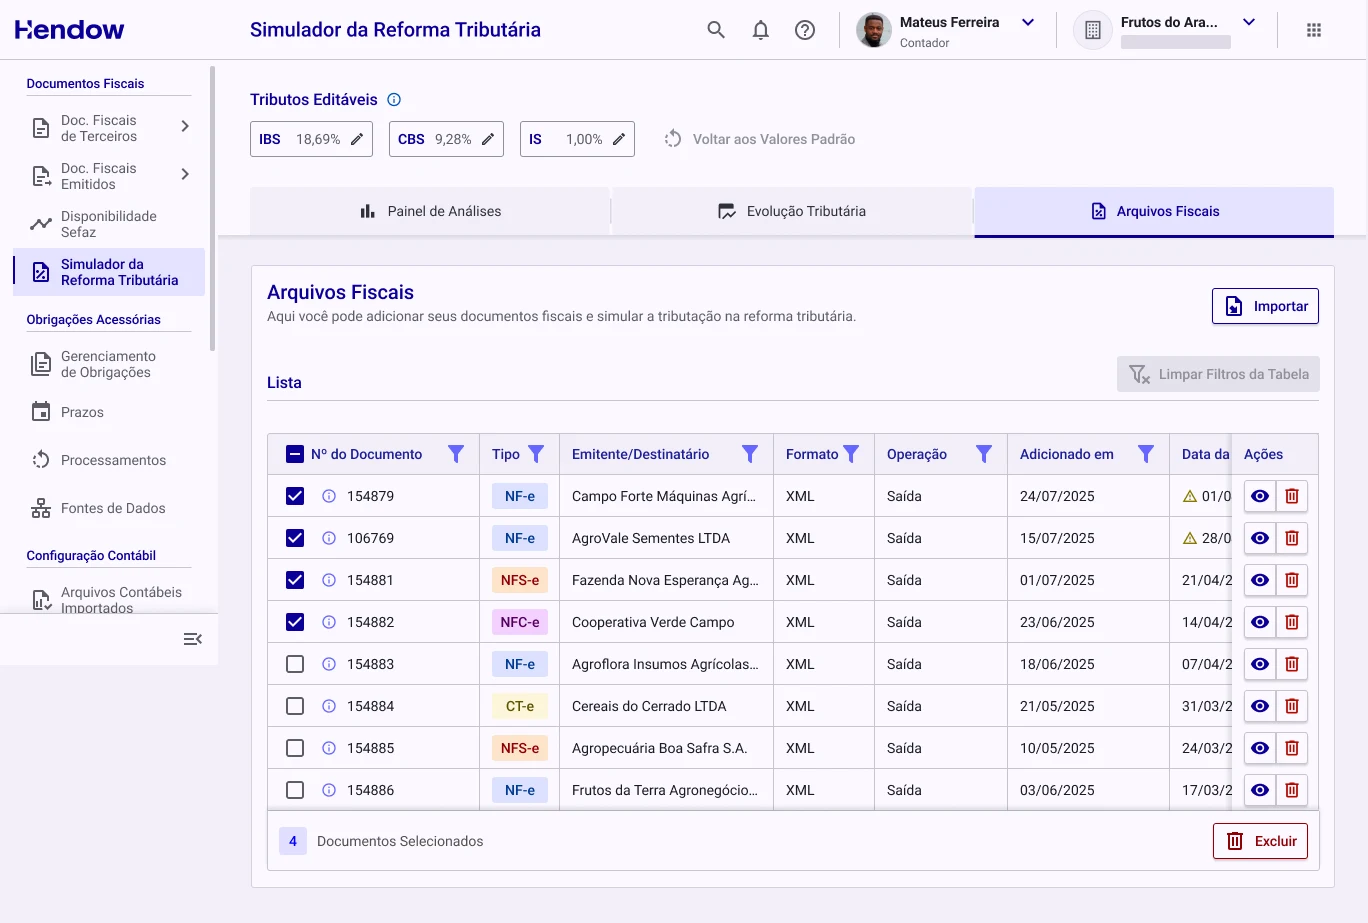 Hendow
Simulador da Reforma Tributária
Mateus Ferreira
Contador
Frutos do Ara...
Documentos Fiscais
Doc. Fiscais
de Terceiros
Doc. Fiscais
Emitidos
Disponibilidade
Sefaz
Simulador da
Reforma Tributária
Obrigações Acessórias
Gerenciamento
de Obrigações
Prazos
Processamentos
Fontes de Dados
Configuração Contábil
Arquivos Contábeis
Importados
Tributos Editáveis
IBS 18,69%
CBS 9,28%
IS 1,00%
Voltar aos Valores Padrão
Painel de Análises
Evolução Tributária
Arquivos Fiscais
Arquivos Fiscais
Aqui você pode adicionar seus documentos fiscais e simular a tributação na reforma tributária.
Importar
Lista
Limpar Filtros da Tabela
Nº do Documento Tipo Emitente/Destinatário Formato Operação Adicionado em Data da Ações
154879 NF-e Campo Forte Máquinas Agrí... XML Saída 24/07/2025 01/0
106769 NF-e AgroVale Sementes LTDA XML Saída 15/07/2025 28/0
154881 NFS-e Fazenda Nova Esperança Ag... XML Saída 01/07/2025 21/04/2
154882 NFC-e Cooperativa Verde Campo XML Saída 23/06/2025 14/04/2
154883 NF-e Agroflora Insumos Agrícolas... XML Saída 18/06/2025 07/04/2
154884 CT-e Cereais do Cerrado LTDA XML Saída 21/05/2025 31/03/2
154885 NFS-e Agropecuária Boa Safra S.A. XML Saída 10/05/2025 24/03/2
154886 NF-e Frutos da Terra Agronegócio... XML Saída 03/06/2025 17/03/2
4 Documentos Selecionados
Excluir